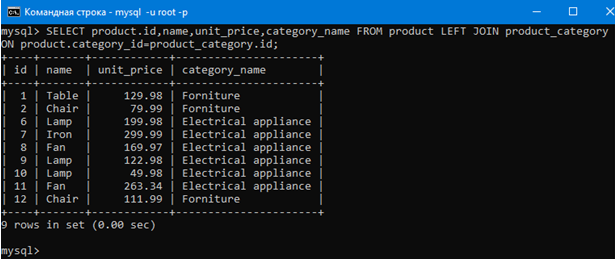 Командная строка - mysql -u root -p
mysql> SELECT product.id,name,unit_price,category_name FROM product LEFT JOIN product_category
ON product.category_id=product_category.id;
+----+-------+------------+----------------------+
| id | name  | unit_price | category_name        |
+----+-------+------------+----------------------+
|  1 | Table |     129.98 | Forniture            |
|  2 | Chair |      79.99 | Forniture            |
|  6 | Lamp  |     199.98 | Electrical appliance |
|  7 | Iron  |     299.99 | Electrical appliance |
|  8 | Fan   |     169.97 | Electrical appliance |
|  9 | Lamp  |     122.98 | Electrical appliance |
| 10 | Lamp  |      49.98 | Electrical appliance |
| 11 | Fan   |     263.34 | Electrical appliance |
| 12 | Chair |     111.99 | Forniture            |
+----+-------+------------+----------------------+
9 rows in set (0.00 sec)
mysql>